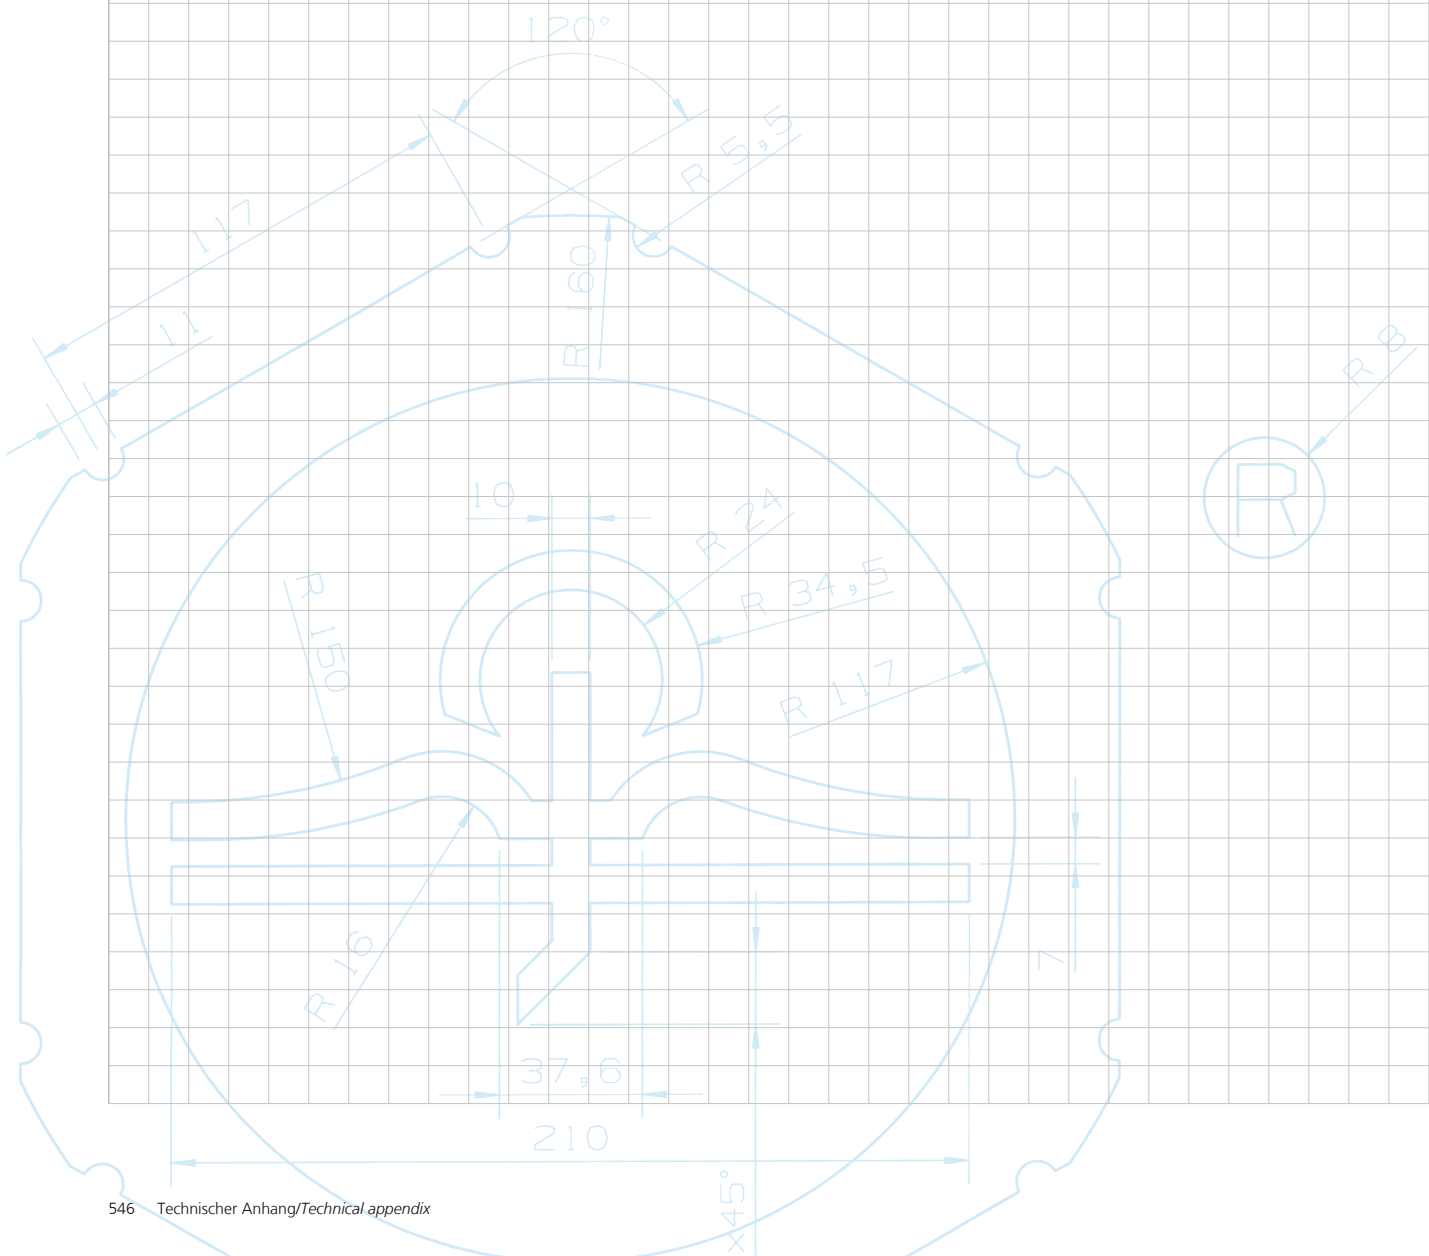 120°
R 5,5
117
R 160
11
R 8
R
10
R 24
R 34,5
R 150
R 117
R 16
7
37,6
210
x45°
546 Technischer Anhang/Technical appendix